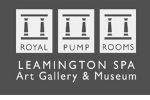 ROYAL PUMP ROOMS
LEAMINGTON SPA
Art Gallery & Museum